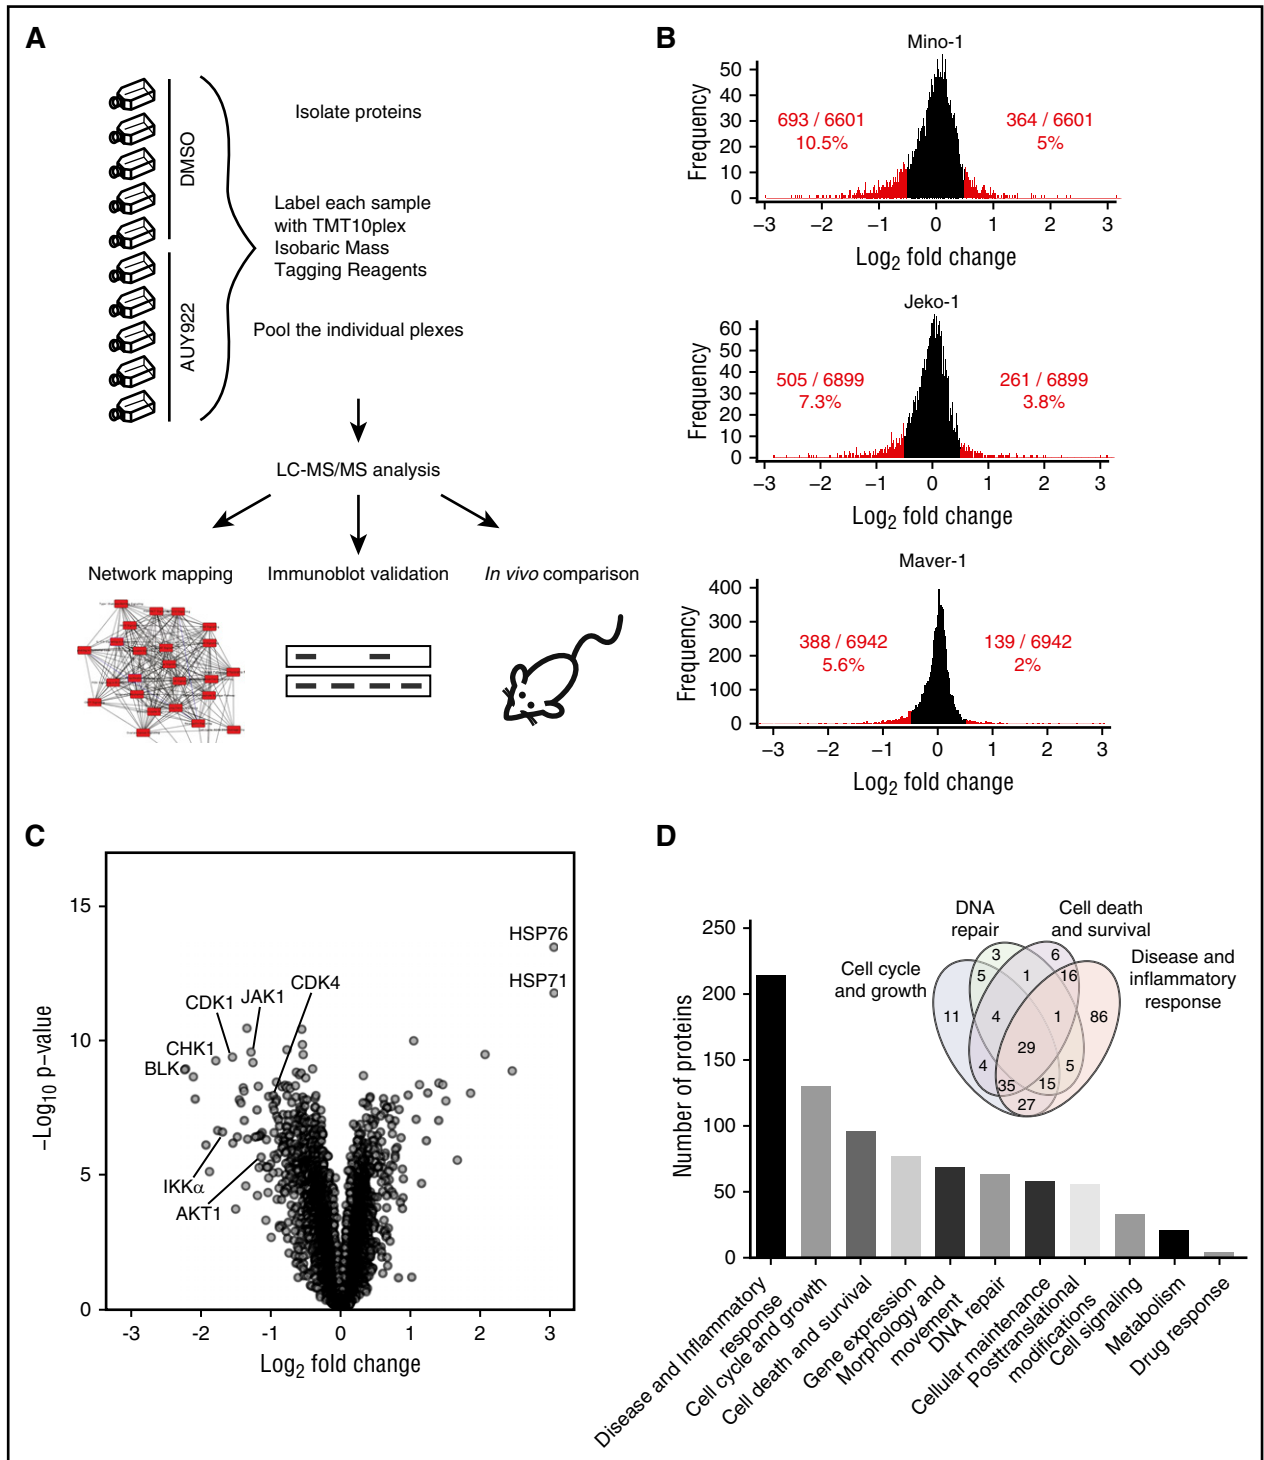 A
DMSO
AUY922
Isolate proteins
Label each sample
with TMT10plex
Isobaric Mass
Tagging Reagents
Pool the individual plexes
LC-MS/MS analysis
Network mapping
Immunoblot validation
In vivo comparison
B
Mino-1
Frequency
50
40
30
20
10
0
693 / 6601
10.5%
364 / 6601
5%
−3 −2 −1 0 1 2 3
Log2 fold change
Jeko-1
Frequency
60
50
40
30
20
10
0
505 / 6899
7.3%
261 / 6899
3.8%
−3 −2 −1 0 1 2 3
Log2 fold change
Maver-1
Frequency
400
300
200
100
0
388 / 6942
5.6%
139 / 6942
2%
−3 −2 −1 0 1 2 3
Log2 fold change
C
−Log10 p−value
15
10
5
0
HSP76
HSP71
CDK4
JAK1
CDK1
CHK1
BLK
IKKα
AKT1
-3 -2 -1 0 1 2 3
Log2 fold change
D
Number of proteins
250
200
150
100
50
0
DNA
repair
Cell death
and survival
Cell cycle
and growth
Disease and
inflammatory
response
3
6
5
1
16
11
4
1
86
29
4
5
35
15
27
Disease and Inflammatory
response
Cell cycle and growth
Cell death and survival
Gene expression
Morphology and
movement
DNA repair
Cellular maintenance
Posttranslational
modifications
Cell signaling
Metabolism
Drug response